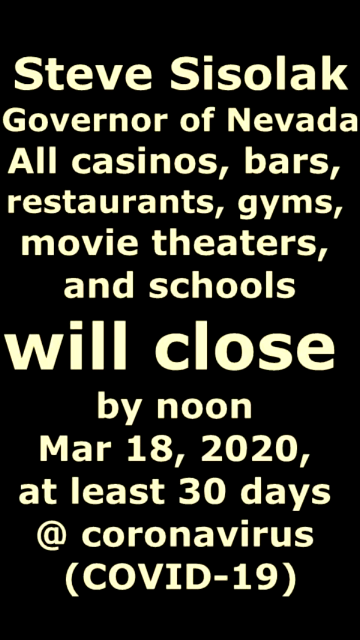 Steve Sisolak
Governor of Nevada
All casinos, bars,
restaurants, gyms,
movie theaters,
and schools
will close
by noon
Mar 18, 2020,
at least 30 days
@ coronavirus
(COVID-19)